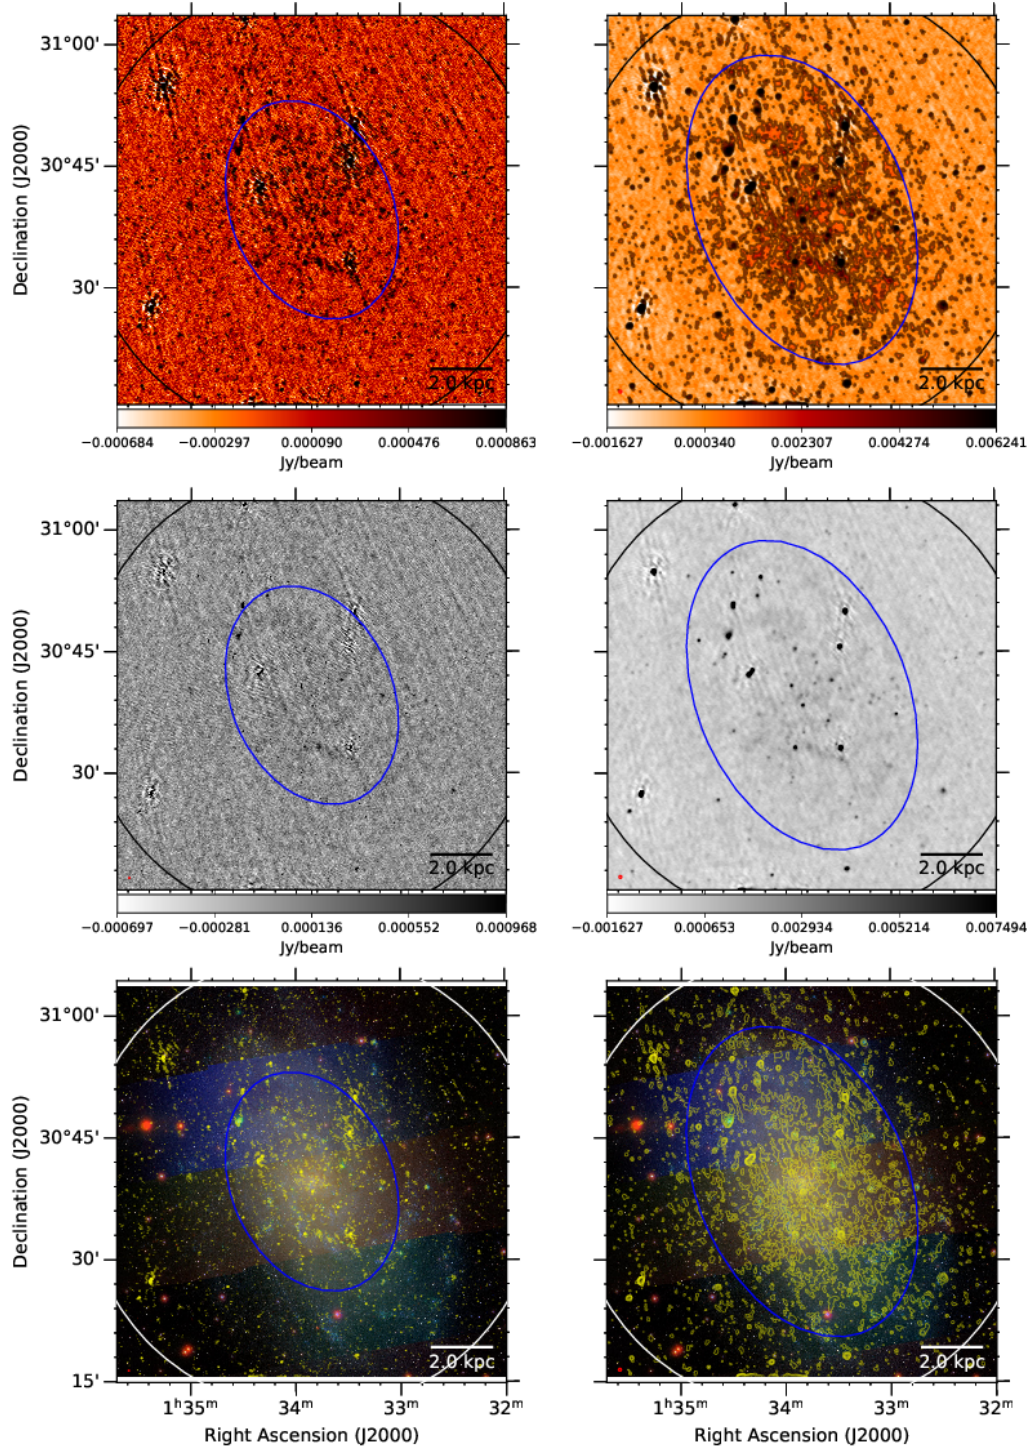 31°00'
30°45'
30'
Declination (J2000)
2.0 kpc
2.0 kpc
−0.000684 −0.000297 0.000090 0.000476 0.000863
Jy/beam
−0.001627 0.000340 0.002307 0.004274 0.006241
Jy/beam
31°00'
30°45'
30'
Declination (J2000)
2.0 kpc
2.0 kpc
−0.000697 −0.000281 0.000136 0.000552 0.000968
Jy/beam
−0.001627 0.000653 0.002934 0.005214 0.007494
Jy/beam
31°00'
30°45'
30'
15'
Declination (J2000)
2.0 kpc
2.0 kpc
1ʰ35ᵐ 34ᵐ 33ᵐ 32ᵐ
Right Ascension (J2000)
1ʰ35ᵐ 34ᵐ 33ᵐ 32ᵐ
Right Ascension (J2000)